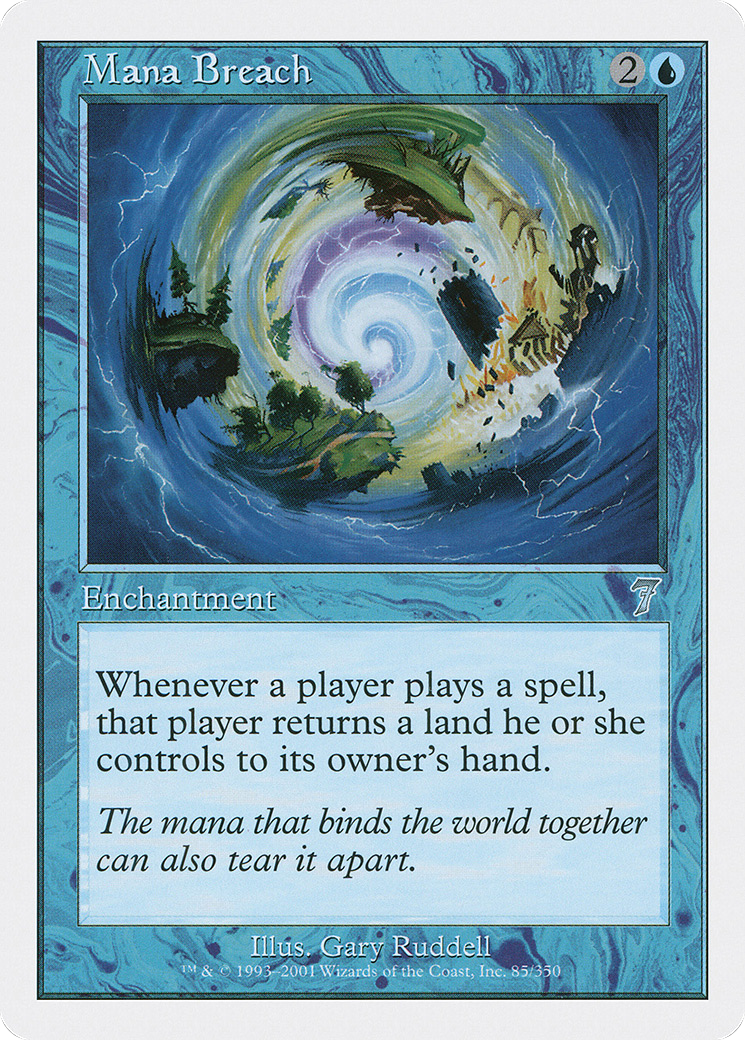 Mana Breach 2
Enchantment 7
Whenever a player plays a spell,
that player returns a land he or she
controls to its owner's hand.
The mana that binds the world together
can also tear it apart.
Illus. Gary Ruddell
™ & © 1993–2001 Wizards of the Coast, Inc. 85/350